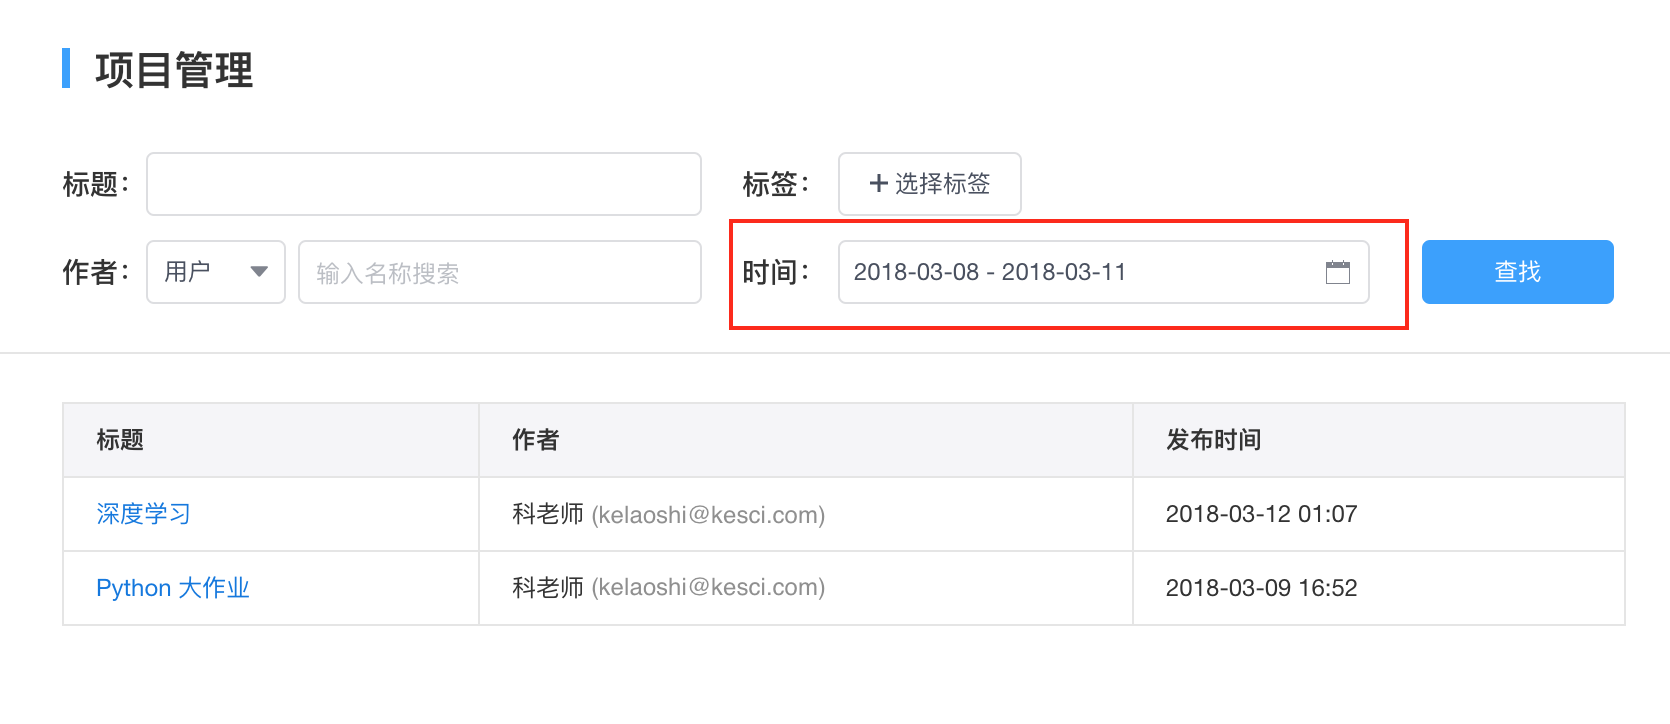 项目管理
标题： 标签： +选择标签
作者： 用户 输入名称搜索 时间： 2018-03-08 - 2018-03-11 查找
标题 作者 发布时间
深度学习 科老师 (kelaoshi@kesci.com) 2018-03-12 01:07
Python 大作业 科老师 (kelaoshi@kesci.com) 2018-03-09 16:52